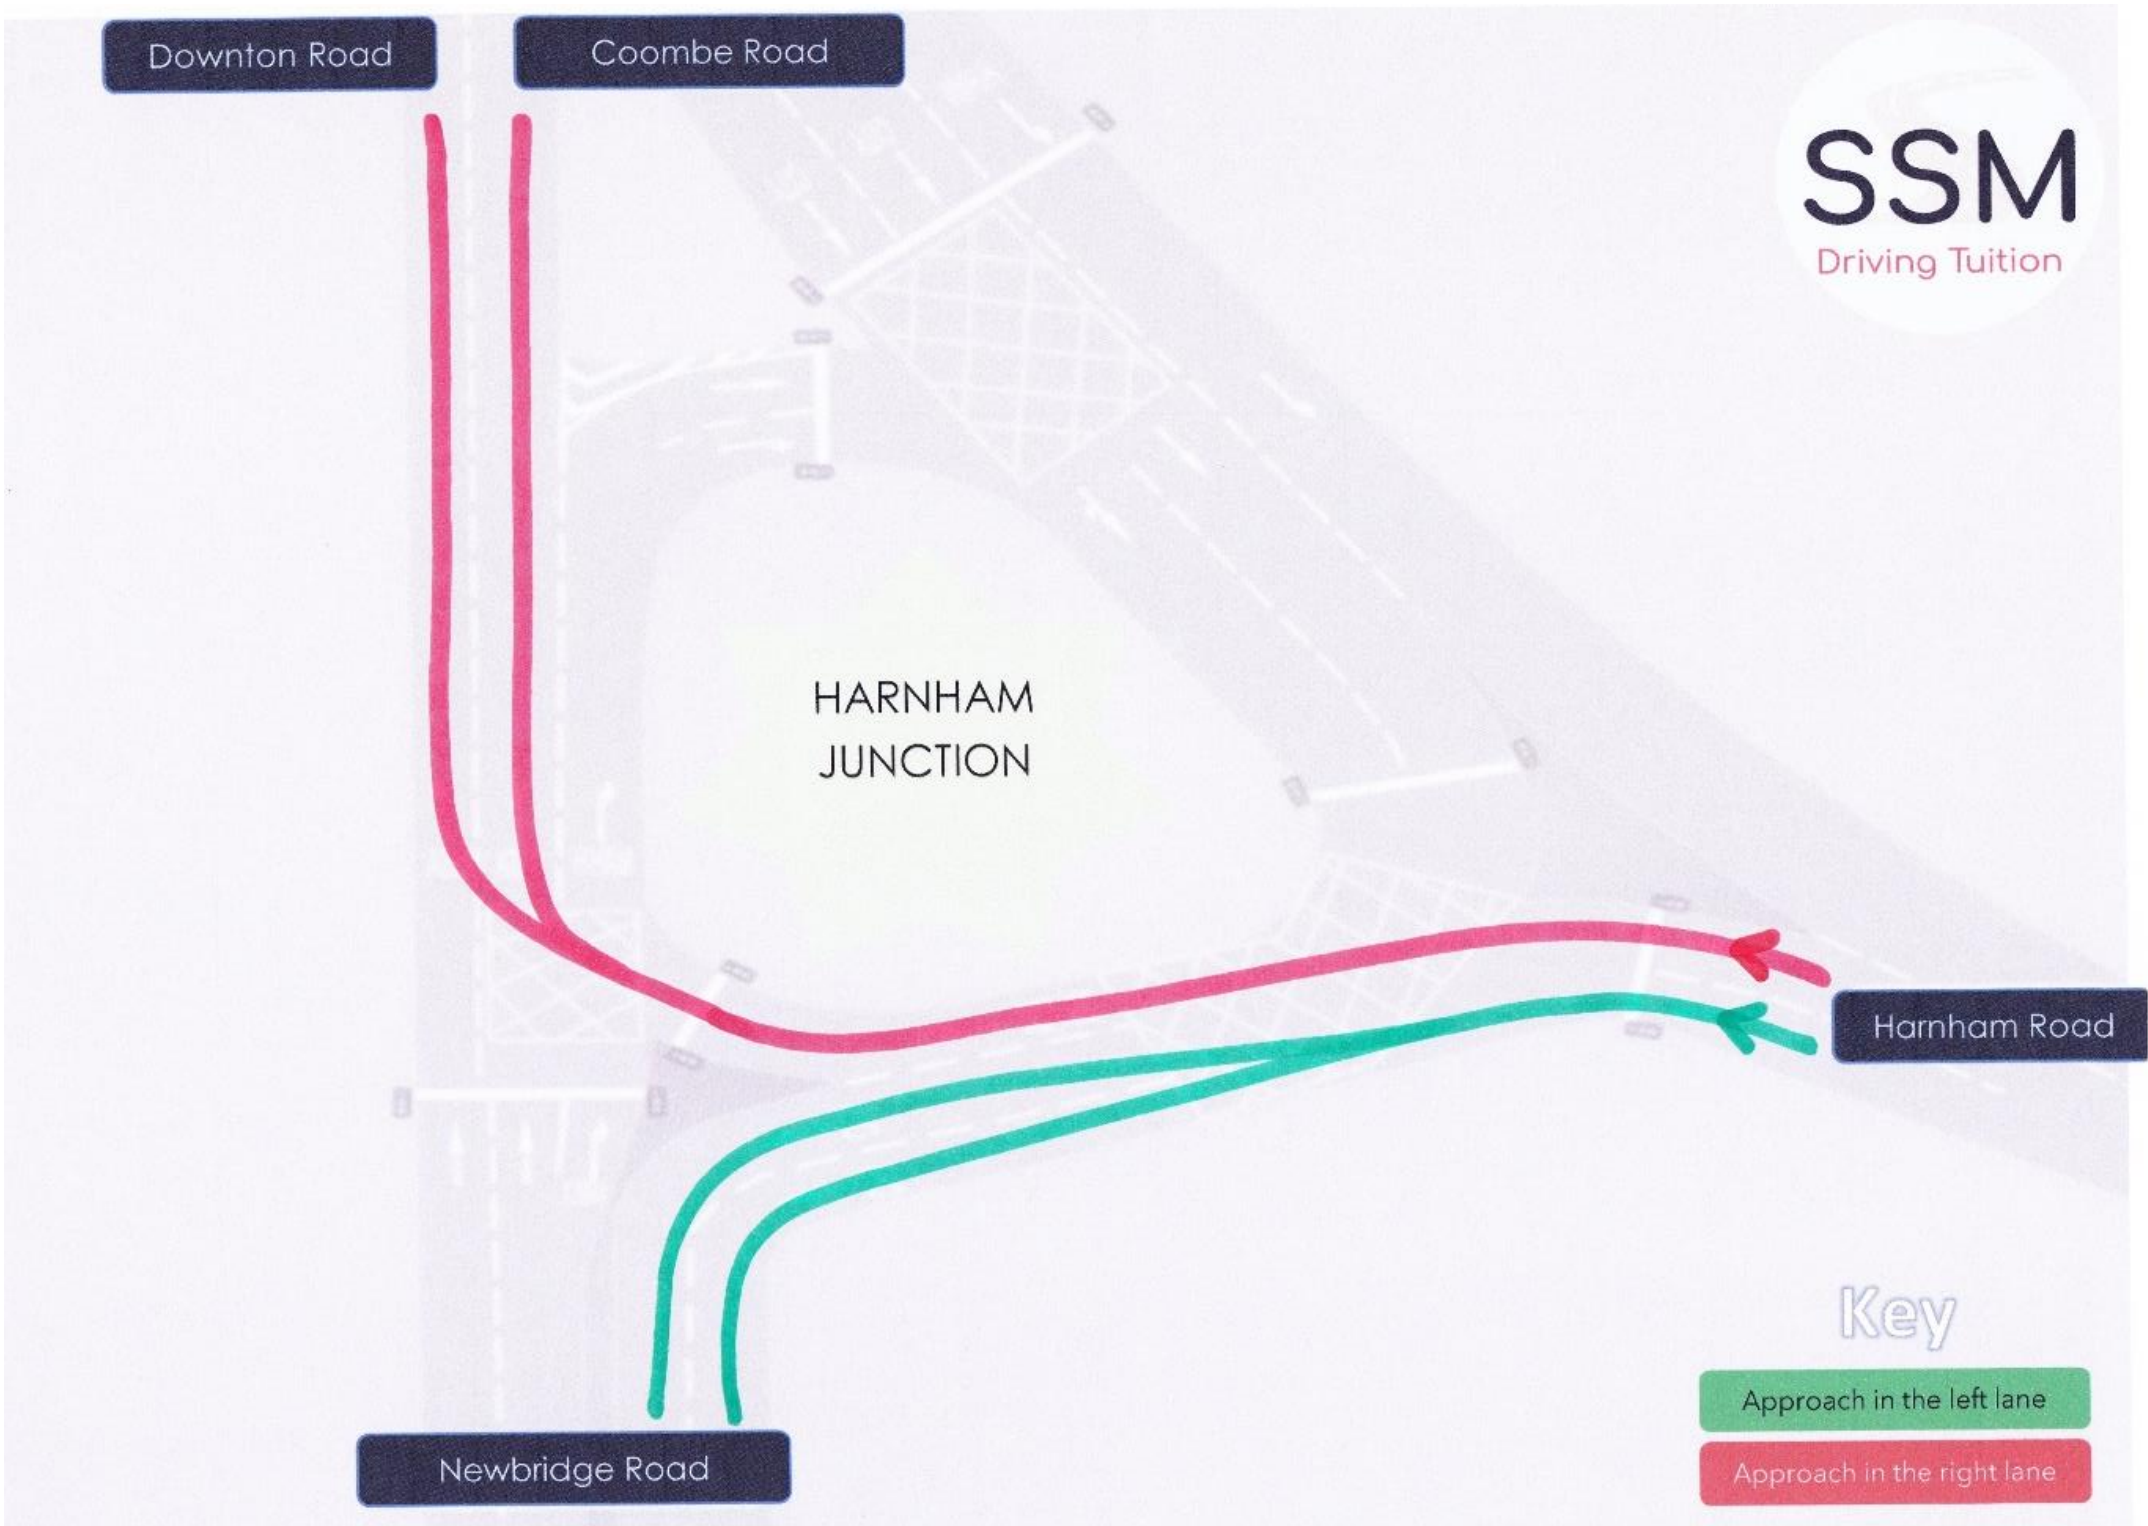 Downton Road
Coombe Road
SSM
Driving Tuition
HARNHAM
JUNCTION
Harnham Road
Newbridge Road
Key
Approach in the left lane
Approach in the right lane